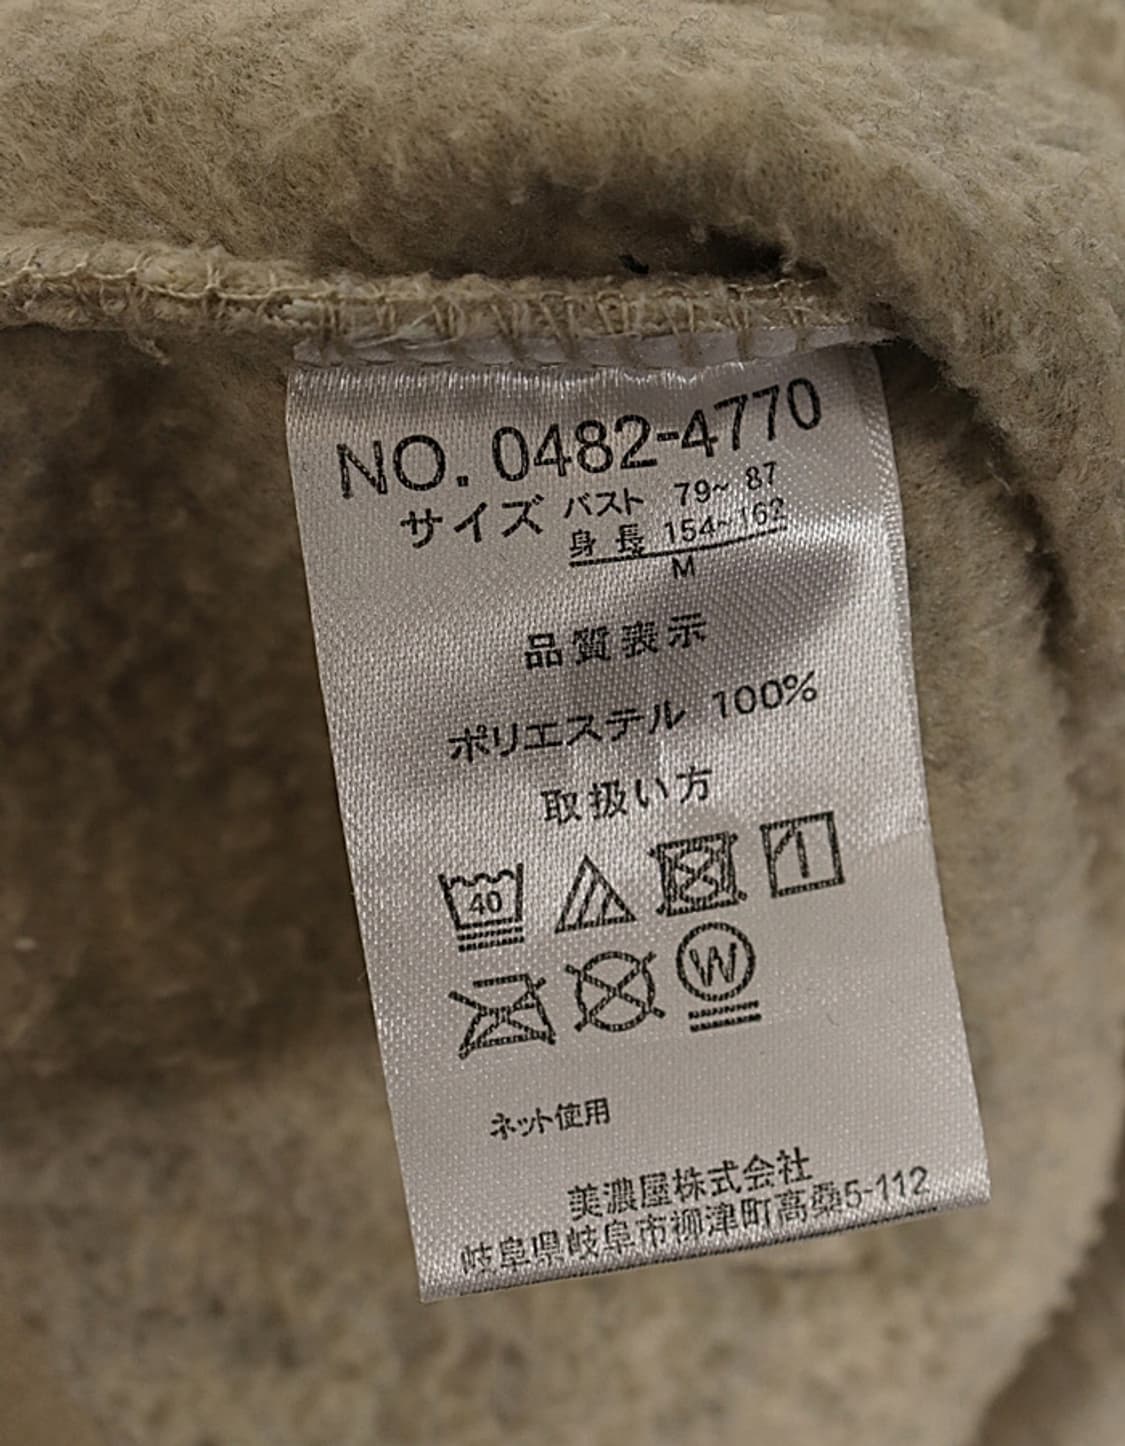 NO. 0482-4770
サイズ バスト 79~87
身長 154~162
M
品質表示
ポリエステル 100%
取扱い方
40
W
ネット使用
美濃屋株式会社
岐阜県岐阜市柳津町高桑5-112